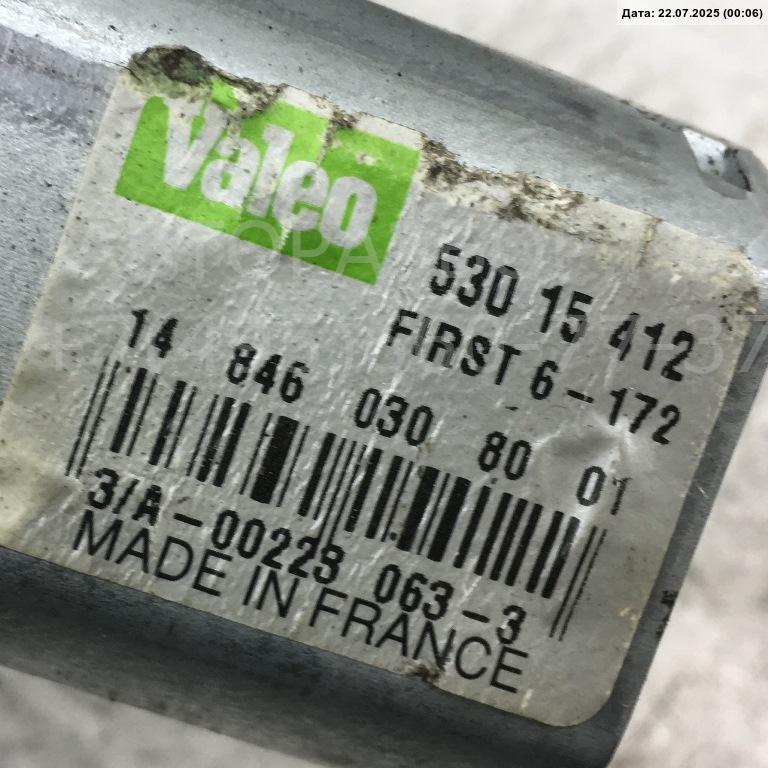 Дата: 22.07.2025 (00:06)
Valeo
530 15 412
FIRST 6-172
14 846 030 80 01
3/A-00223 063-3
MADE IN FRANCE